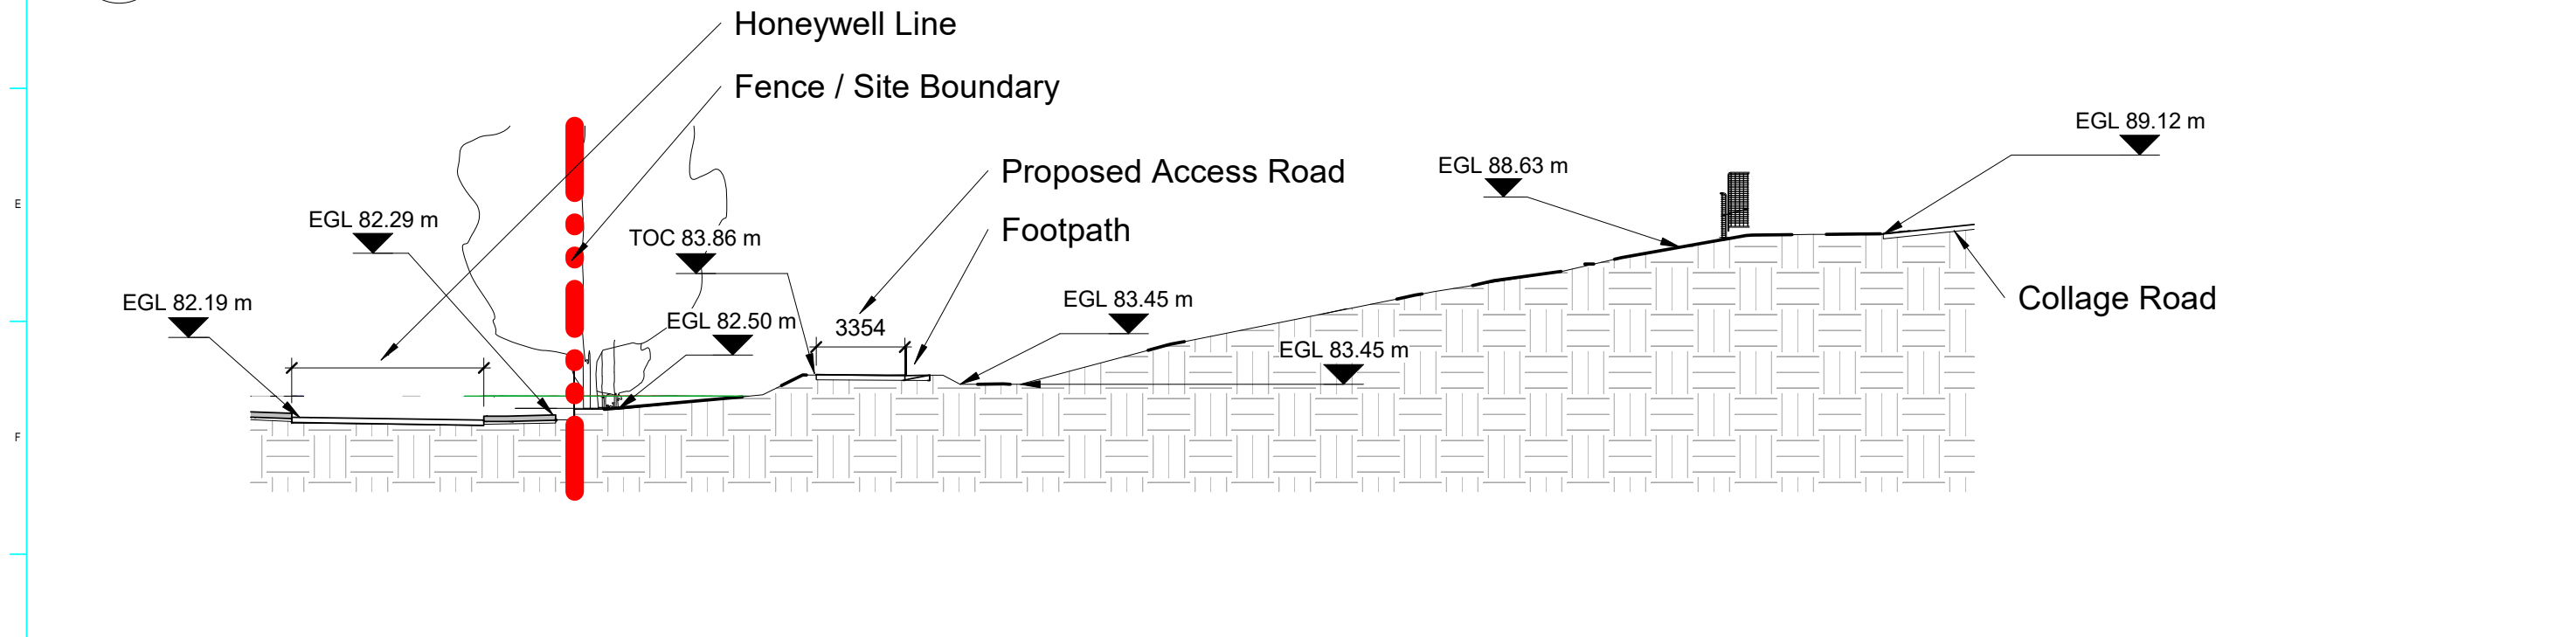 Honeywell Line
Fence / Site Boundary
EGL 89.12 m
EGL 88.63 m
Proposed Access Road
E
EGL 82.29 m
Footpath
TOC 83.86 m
EGL 82.19 m
EGL 83.45 m
Collage Road
EGL 82.50 m
3354
EGL 83.45 m
F